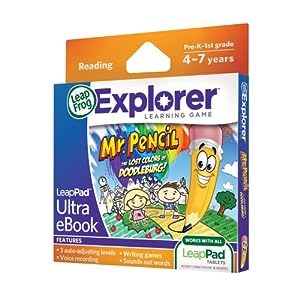 Reading
Pre-K-1st grade
4-7 years
Leap
Frog
Explorer
LEARNING GAME
Mr. PENCIL
THE LOST COLORS OF
DOODLEBURG!
LeapPad
Ultra
eBook
FEATURES
• 3 auto-adjusting levels
• Writing games
• Voice recording
• Sounds out words
WORKS WITH ALL
LeapPad
TABLETS
Explorer